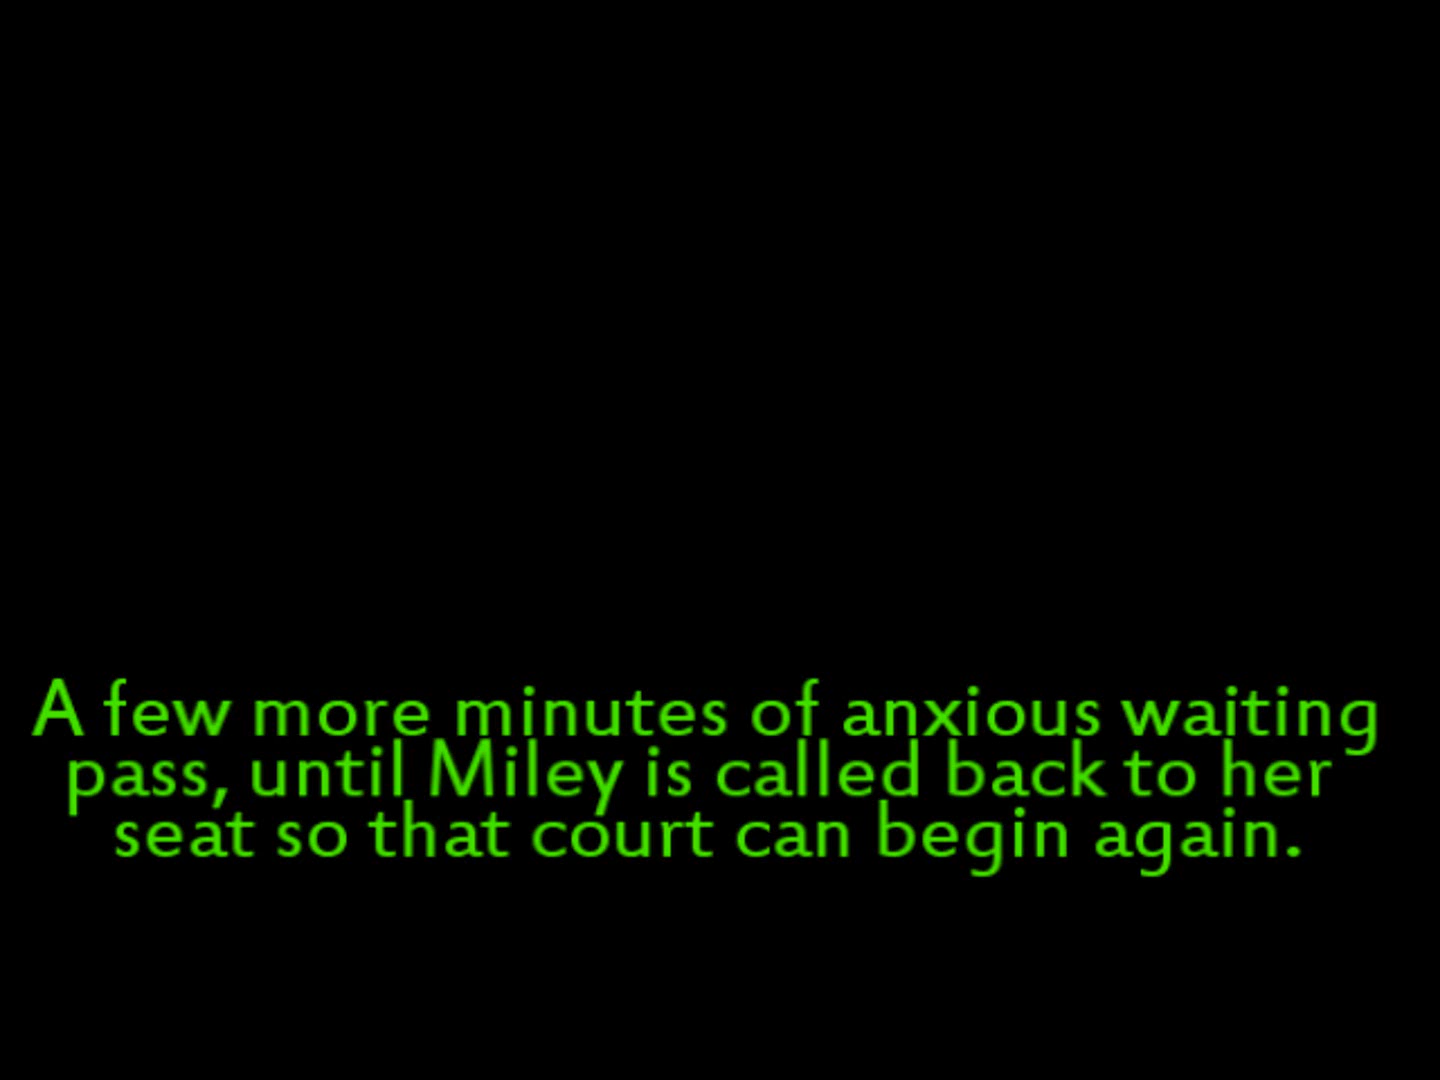 A few more minutes of anxious waiting
pass, until Miley is called back to her
seat so that court can begin again.